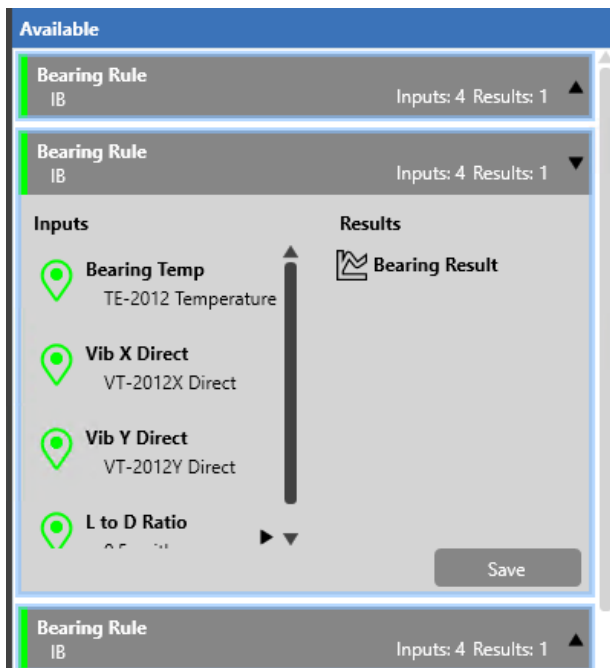 Available
Bearing Rule
IB
Inputs: 4 Results: 1
Bearing Rule
IB
Inputs: 4 Results: 1
Inputs
Results
Bearing Temp
TE-2012 Temperature
Bearing Result
Vib X Direct
VT-2012X Direct
Vib Y Direct
VT-2012Y Direct
L to D Ratio
Save
Bearing Rule
IB
Inputs: 4 Results: 1